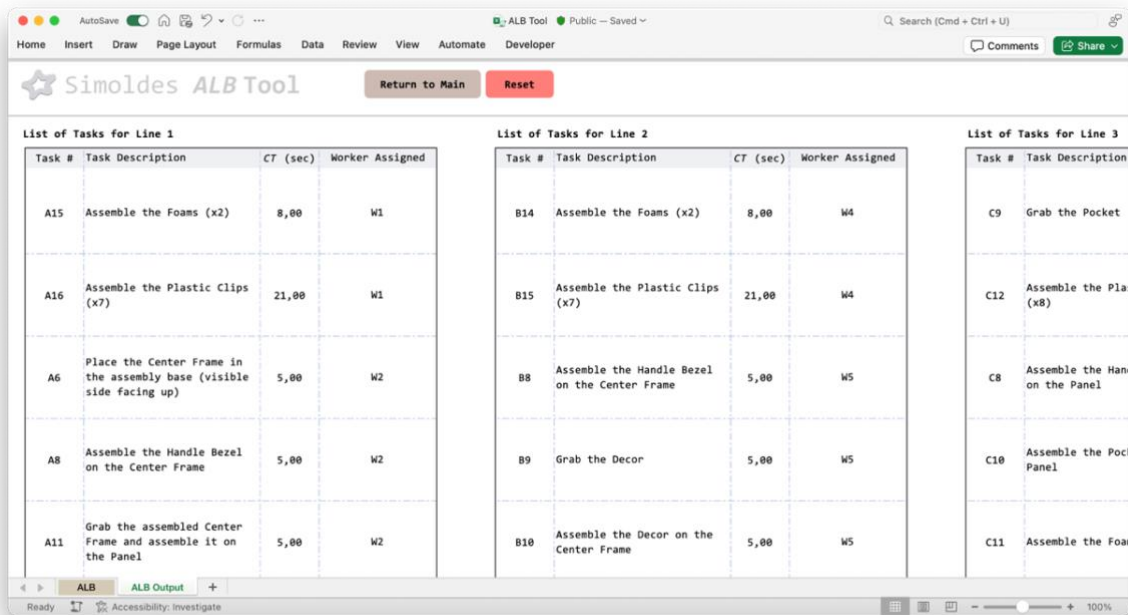 AutoSave
ALB Tool
Public — Saved
Search (Cmd + Ctrl + U)
Home Insert Draw Page Layout Formulas Data Review View Automate Developer
Comments
Share
Simoldes ALB Tool
Return to Main
Reset
List of Tasks for Line 1
Task # Task Description CT (sec) Worker Assigned
A15 Assemble the Foams (x2) 8,00 W1
A16 Assemble the Plastic Clips
(x7) 21,00 W1
A6 Place the Center Frame in
the assembly base (visible
side facing up) 5,00 W2
A8 Assemble the Handle Bezel
on the Center Frame 5,00 W2
A11 Grab the assembled Center
Frame and assemble it on
the Panel 5,00 W2
List of Tasks for Line 2
Task # Task Description CT (sec) Worker Assigned
B14 Assemble the Foams (x2) 8,00 W4
B15 Assemble the Plastic Clips
(x7) 21,00 W4
B8 Assemble the Handle Bezel
on the Center Frame 5,00 W5
B9 Grab the Decor 5,00 W5
B10 Assemble the Decor on the
Center Frame 5,00 W5
List of Tasks for Line 3
Task # Task Description
C9 Grab the Pocket
C12 Assemble the
(x8)
C8 Assemble the
on the Panel
C10 Assemble the
Panel
C11 Assemble the
ALB
ALB Output
Ready
Accessibility: Investigate
100%